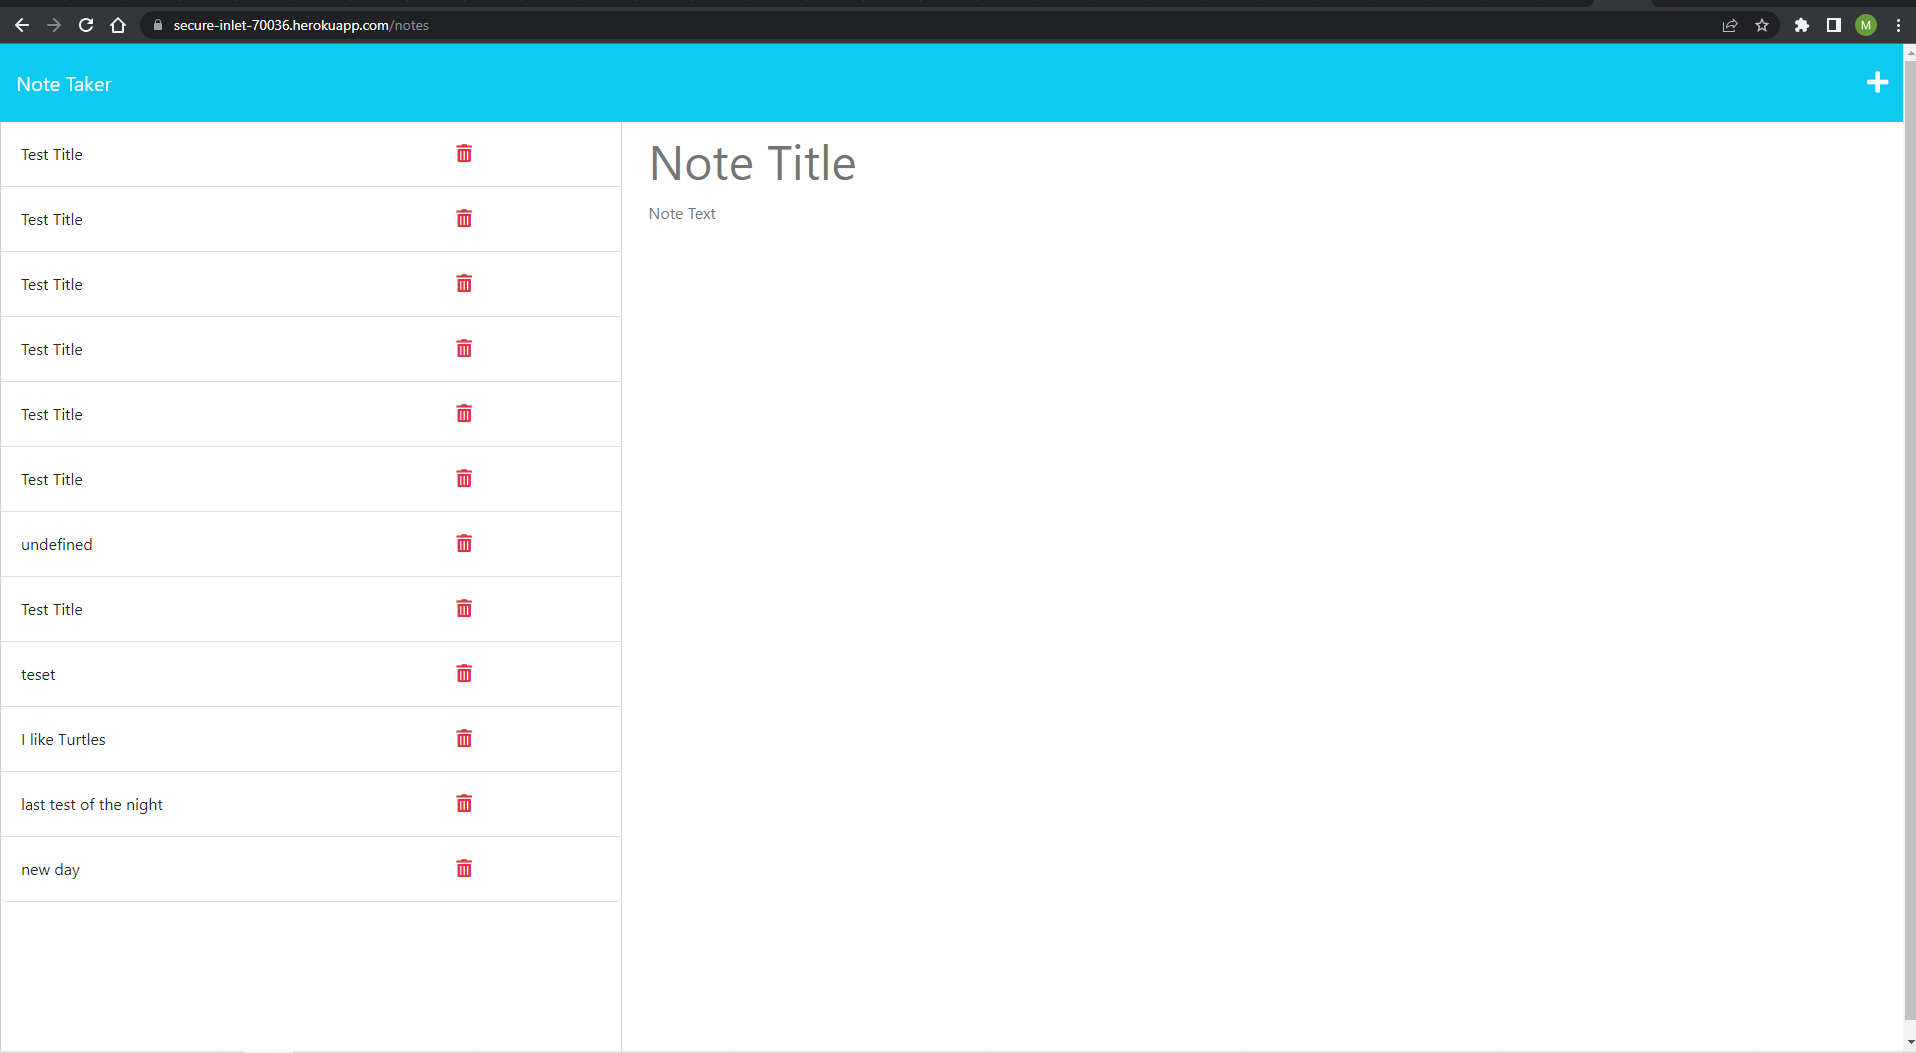 secure-inlet-70036.herokuapp.com/notes
M
Note Taker
Test Title
Test Title
Test Title
Test Title
Test Title
Test Title
undefined
Test Title
teset
I like Turtles
last test of the night
new day
Note Title
Note Text